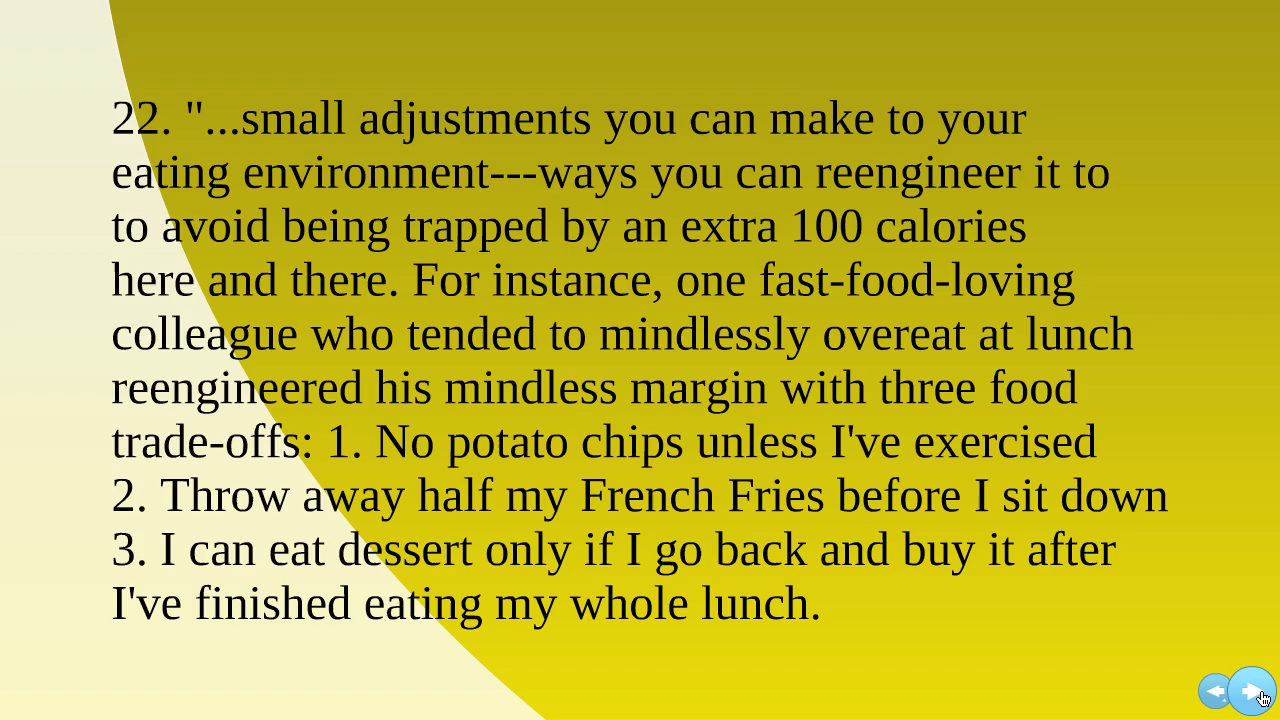 22. "...small adjustments you can make to your
eating environment---ways you can reengineer it to
to avoid being trapped by an extra 100 calories
here and there. For instance, one fast-food-loving
colleague who tended to mindlessly overeat at lunch
reengineered his mindless margin with three food
trade-offs: 1. No potato chips unless I've exercised
2. Throw away half my French Fries before I sit down
3. I can eat dessert only if I go back and buy it after
I've finished eating my whole lunch.